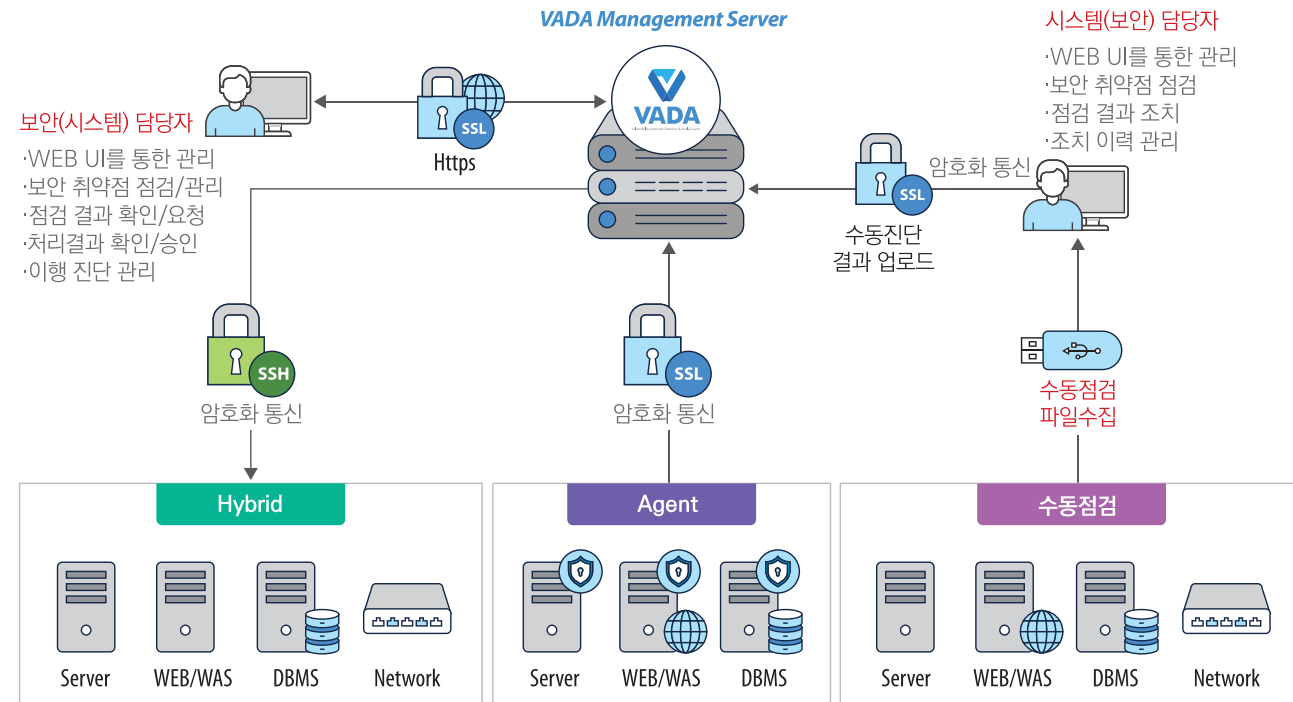 VADA Management Server
VADA
보안(시스템) 담당자
·WEB UI를 통한 관리
·보안 취약점 점검/관리
·점검 결과 확인/요청
·처리결과 확인/승인
·이행 진단 관리
SSL
Https
시스템(보안) 담당자
·WEB UI를 통한 관리
·보안 취약점 점검
·점검 결과 조치
·조치 이력 관리
암호화 통신
SSL
수동진단
결과 업로드
SSH
암호화 통신
SSL
암호화 통신
수동점검
파일수집
Hybrid
Server
WEB/WAS
DBMS
Network
Agent
Server
WEB/WAS
DBMS
수동점검
Server
WEB/WAS
DBMS
Network